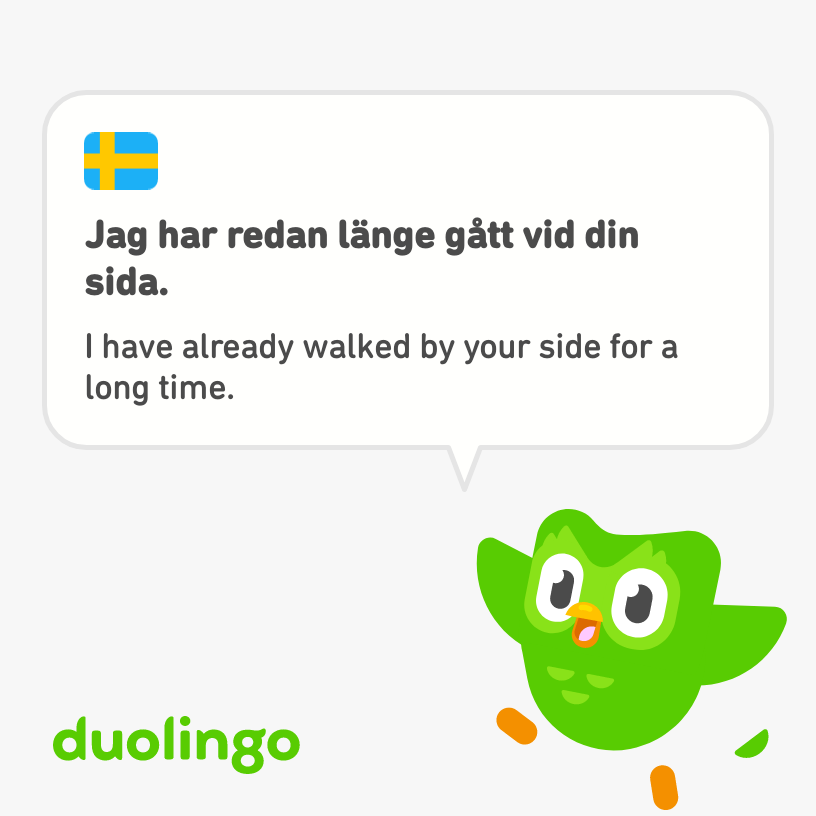 Jag har redan länge gått vid din
sida.
I have already walked by your side for a
long time.
duolingo